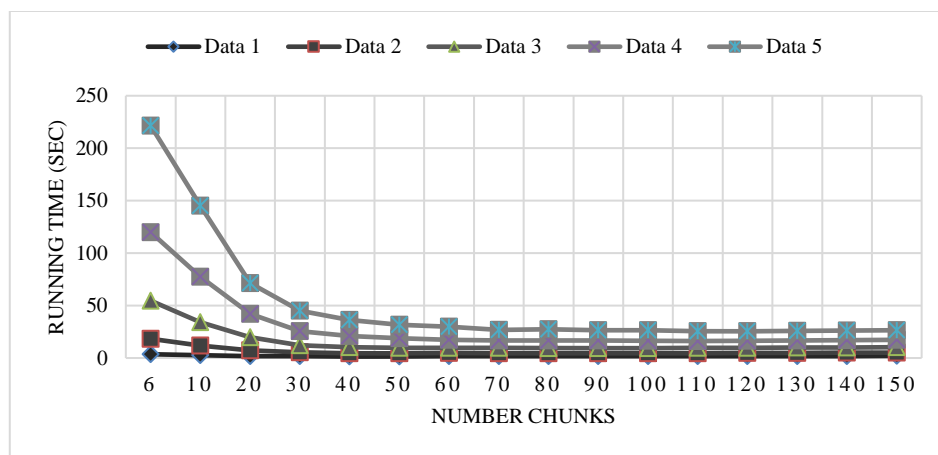 Data 1 Data 2 Data 3 Data 4 Data 5
RUNNING TIME (SEC)
250
200
150
100
50
0
6 10 20 30 40 50 60 70 80 90 100 110 120 130 140 150
NUMBER CHUNKS